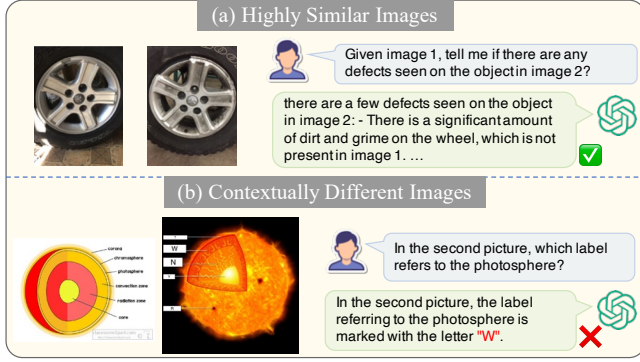 (a) Highly Similar Images
Given image 1, tell me if there are any
defects seen on the object in image 2?
there are a few defects seen on the object
in image 2: - There is a significant amount
of dirt and grime on the wheel, which is not
present in image 1. ...
(b) Contextually Different Images
corona
chromosphere
photosphere
convection zone
radiation zone
core
W
N
In the second picture, which label
refers to the photosphere?
In the second picture, the label
referring to the photosphere is
marked with the letter "W".